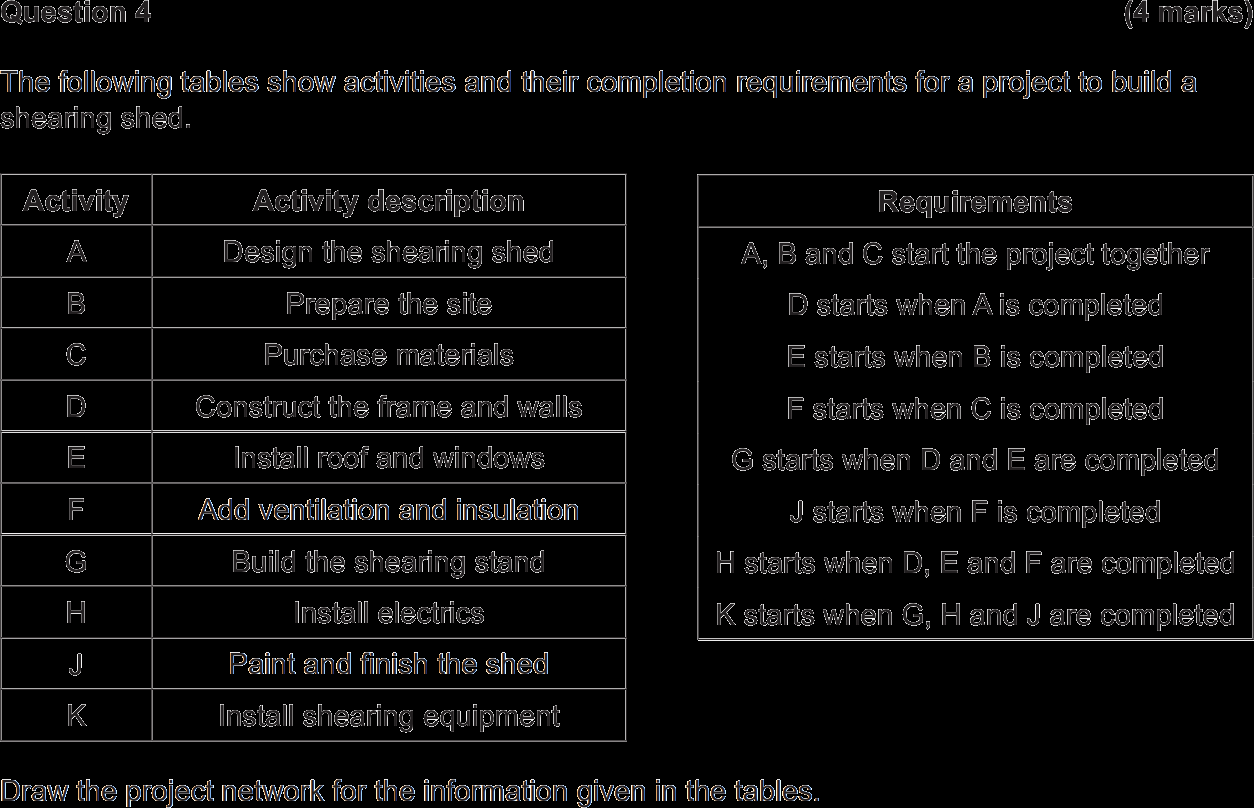 Question 4 (4 marks)
The following tables show activities and their completion requirements for a project to build a
shearing shed.
Activity Activity description
A Design the shearing shed
B Prepare the site
C Purchase materials
D Construct the frame and walls
E Install roof and windows
F Add ventilation and insulation
G Build the shearing stand
H Install electrics
J Paint and finish the shed
K Install shearing equipment
Requirements
A, B and C start the project together
D starts when A is completed
E starts when B is completed
F starts when C is completed
G starts when D and E are completed
J starts when F is completed
H starts when D, E and F are completed
K starts when G, H and J are completed
Draw the project network for the information given in the tables.